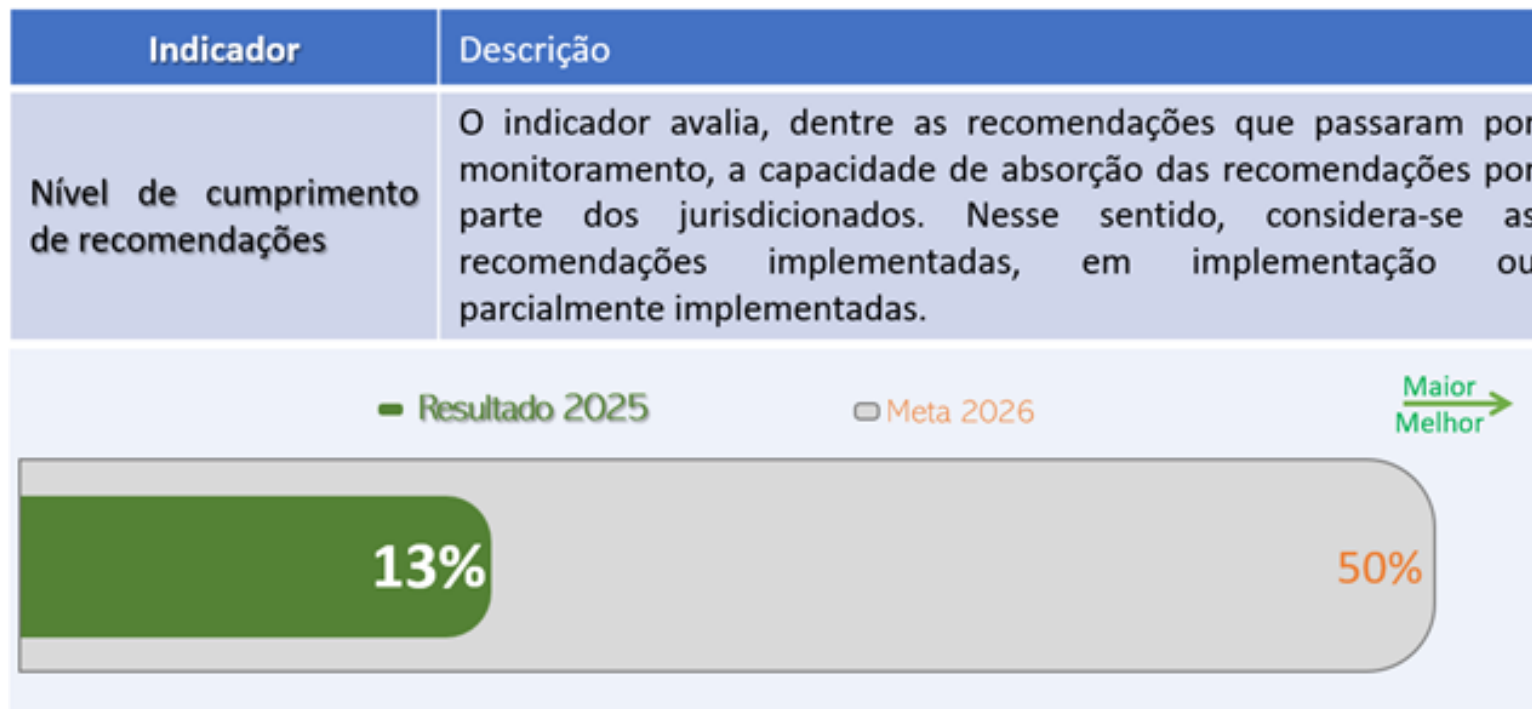 Indicador
Descrição
Nível de cumprimento
de recomendações
O indicador avalia, dentre as recomendações que passaram por
monitoramento, a capacidade de absorção das recomendações por
parte dos jurisdicionados. Nesse sentido, considera-se as
recomendações implementadas, em implementação ou
parcialmente implementadas.
Resultado 2025
Meta 2026
Maior
Melhor
13%
50%